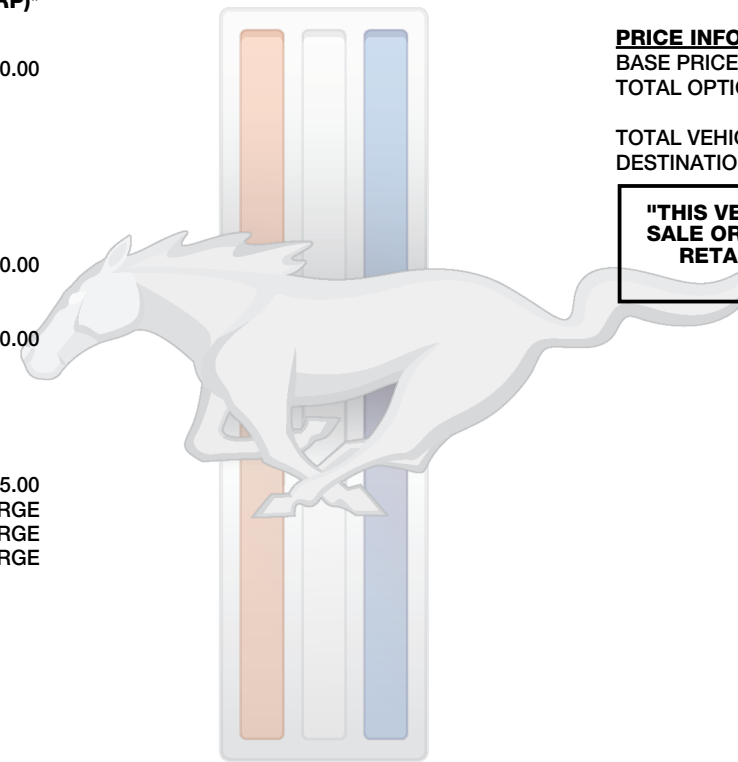 0.00
0.00
0.00
5.00
RGE
RGE
RGE
PRICE INFO
BASE PRICE
TOTAL OPTIO
TOTAL VEHIC
DESTINATIO
"THIS VE
SALE OR
RETA